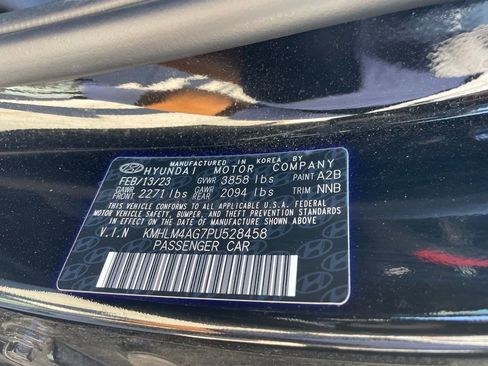 MANUFACTURED IN KOREA BY
HYUNDAI MOTOR COMPANY
FEB/13/23 GVWR 3858 lbs PAINT A2B
GAWR FRONT 2271 lbs GAWR REAR 2094 lbs TRIM NNB
THIS VEHICLE CONFORMS TO ALL APPLICABLE U.S.A FEDERAL
MOTOR VEHICLE SAFETY, BUMPER, AND THEFT PREVENTION
STANDARDS IN EFFECT ON THE DATE OF MANUFACTURE SHOWN ABOVE.
V.I.N KMHLM4AG7PU528458
PASSENGER CAR